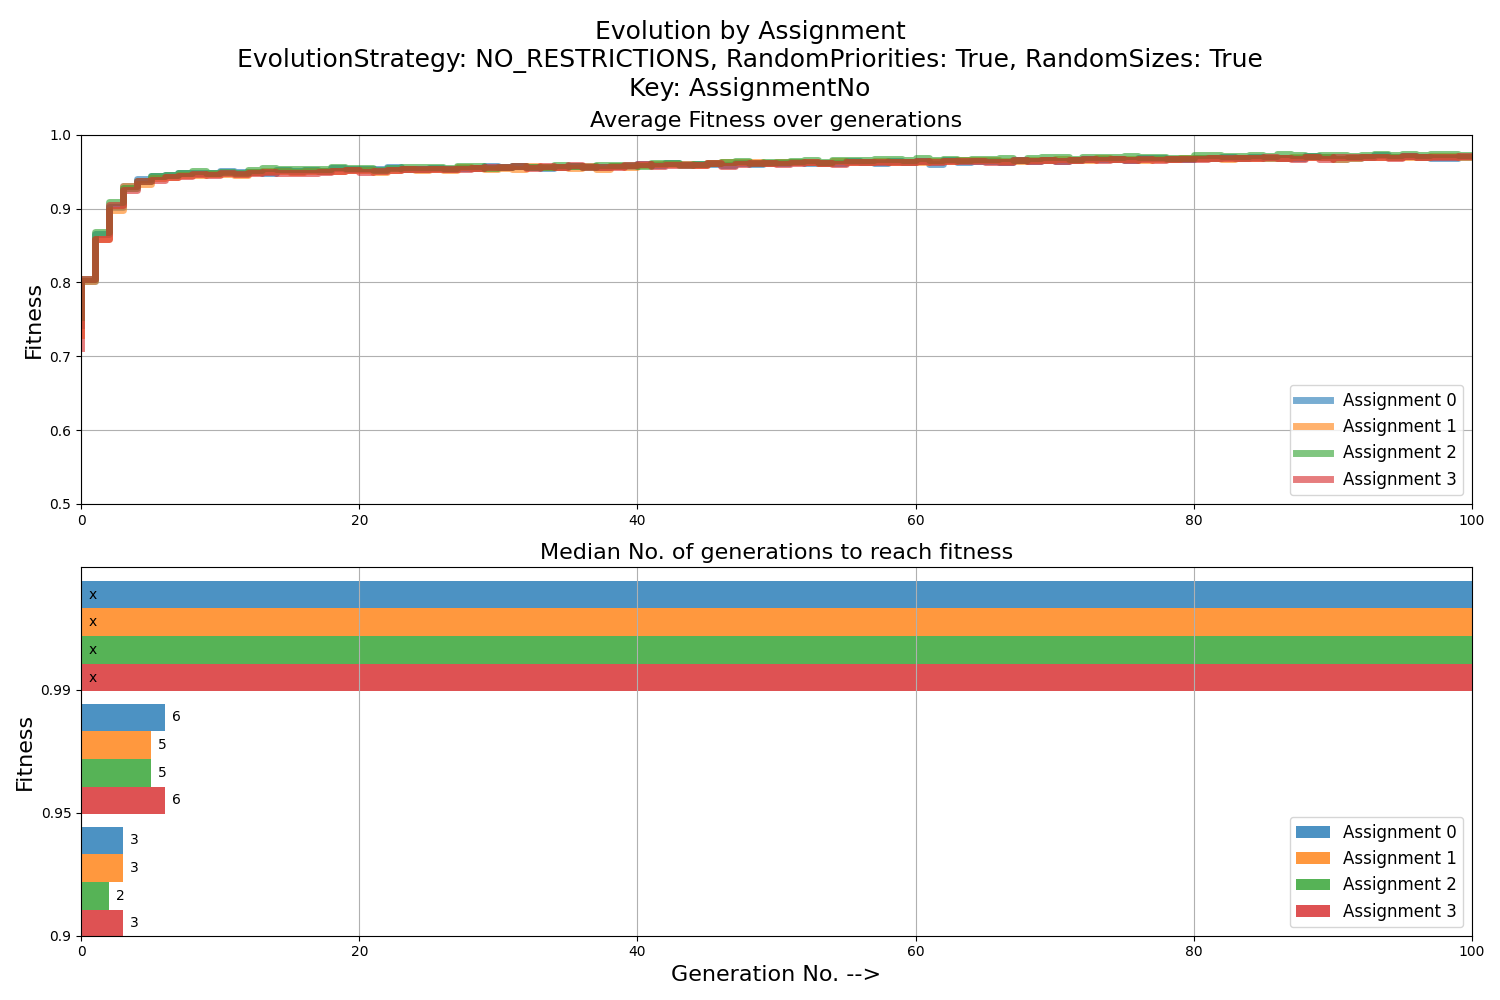 Evolution by Assignment
EvolutionStrategy: NO_RESTRICTIONS, RandomPriorities: True, RandomSizes: True
Key: AssignmentNo
Average Fitness over generations
1.0
0.9
0.8
0.7
0.6
0.5
Fitness
0
20
40
60
80
100
Assignment 0
Assignment 1
Assignment 2
Assignment 3
Median No. of generations to reach fitness
x
x
x
x
0.99
6
5
5
6
0.95
3
3
2
3
0.9
Fitness
Assignment 0
Assignment 1
Assignment 2
Assignment 3
0
20
40
60
80
100
Generation No. -->